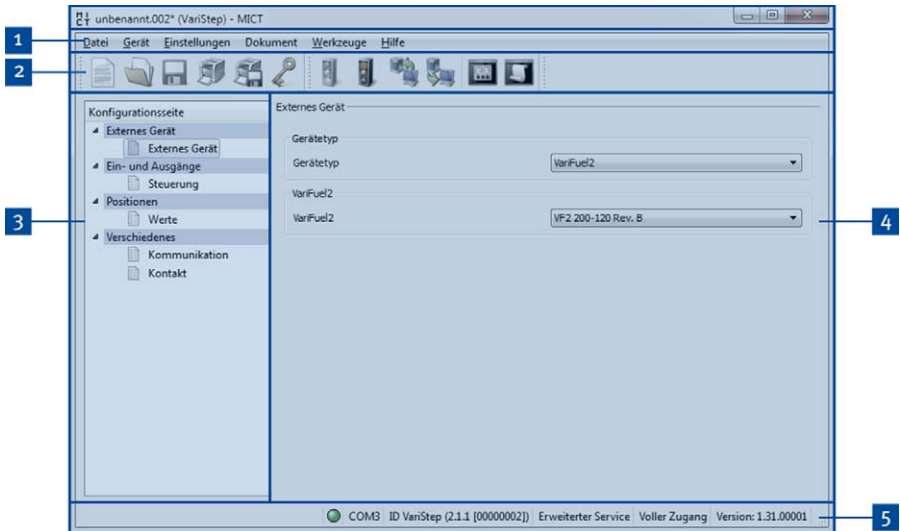 unbenannt.002* (VariStep) - MICT
1
Datei Gerät Einstellungen Dokument Werkzeuge Hilfe
2
Konfigurationsseite
Externes Gerät
Externes Gerät
Ein- und Ausgänge
Steuerung
Positionen
Werte
Verschiedenes
Kommunikation
Kontakt
3
Externes Gerät
Gerätetyp
Gerätetyp VariFuel2
VariFuel2
VariFuel2 VF2 200-120 Rev. B
4
COM3 ID VariStep (2.1.1 [00000002]) Erweiterter Service Voller Zugang Version: 1.31.00001
5